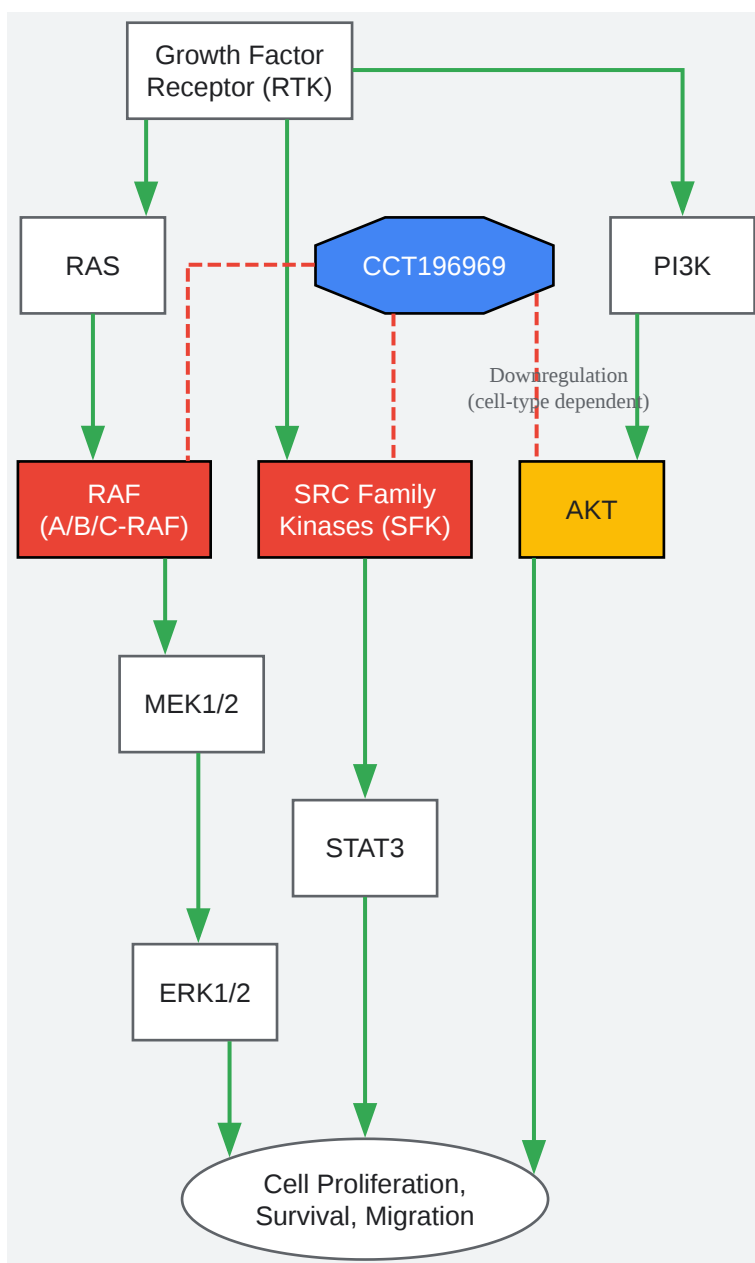 Growth Factor
Receptor (RTK)
RAS
CCT196969
PI3K
Downregulation
(cell-type dependent)
RAF
(A/B/C-RAF)
SRC Family
Kinases (SFK)
AKT
MEK1/2
STAT3
ERK1/2
Cell Proliferation,
Survival, Migration